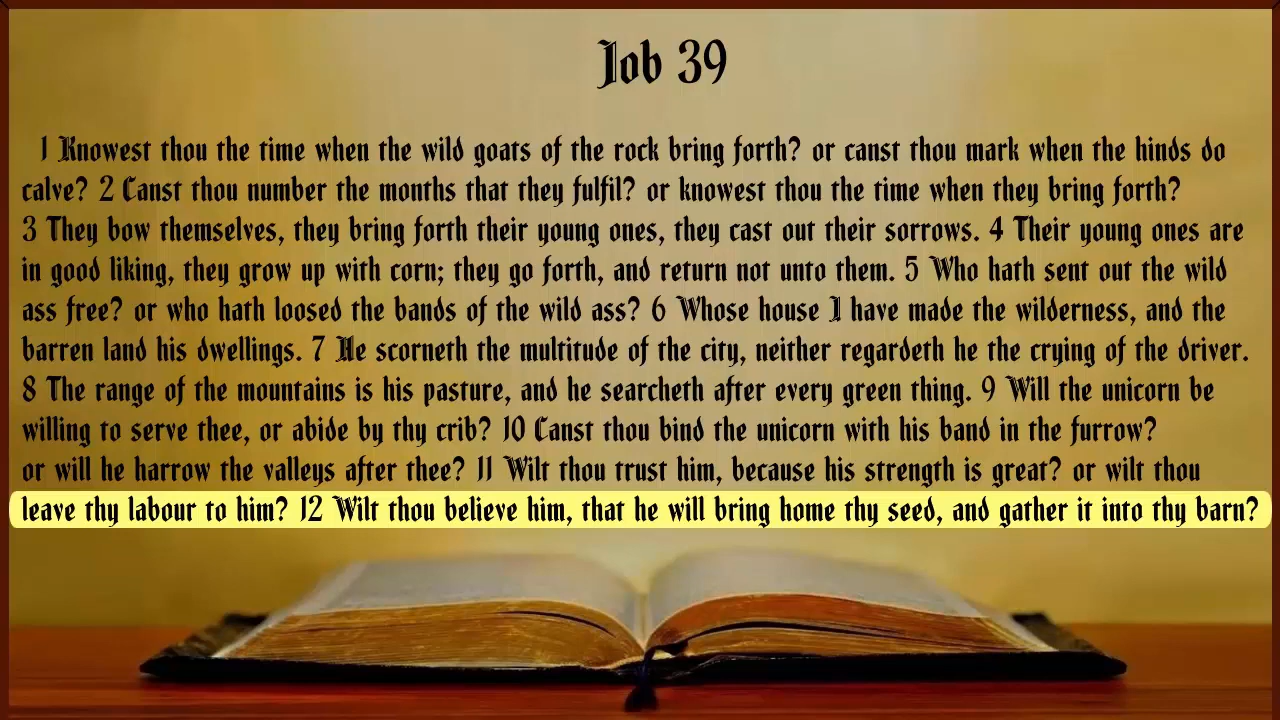 Job 39
1 Knowest thou the time when the wild goats of the rock bring forth? or canst thou mark when the hinds do
calve? 2 Canst thou number the months that they fulfil? or knowest thou the time when they bring forth?
3 They bow themselves, they bring forth their young ones, they cast out their sorrows. 4 Their young ones are
in good liking, they grow up with corn; they go forth, and return not unto them. 5 Who hath sent out the wild
ass free? or who hath loosed the bands of the wild ass? 6 Whose house I have made the wilderness, and the
barren land his dwellings. 7 He scorneth the multitude of the city, neither regardeth he the crying of the driver.
8 The range of the mountains is his pasture, and he searcheth after every green thing. 9 Will the unicorn be
willing to serve thee, or abide by thy crib? 10 Canst thou bind the unicorn with his band in the furrow?
or will he harrow the valleys after thee? 11 Wilt thou trust him, because his strength is great? or wilt thou
leave thy labour to him? 12 Wilt thou believe him, that he will bring home thy seed, and gather it into thy barn?